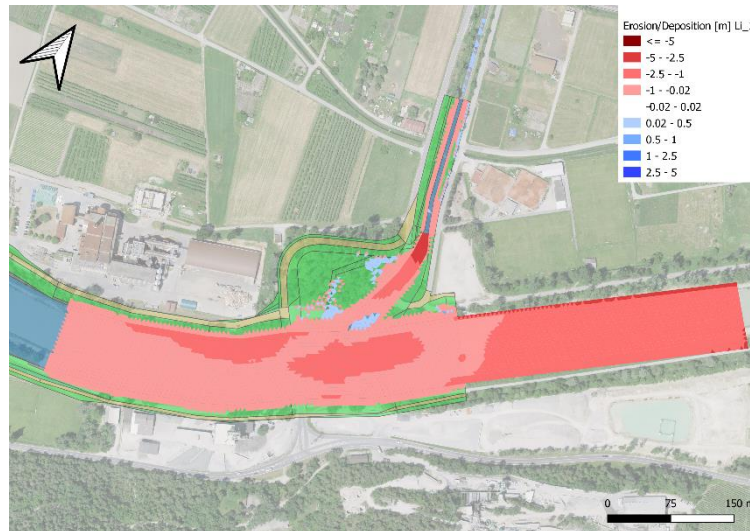 Erosion/Deposition [m] Li_
<= -5
-5 - -2.5
-2.5 - -1
-1 - -0.02
-0.02 - 0.02
0.02 - 0.5
0.5 - 1
1 - 2.5
2.5 - 5
0 75 150 m